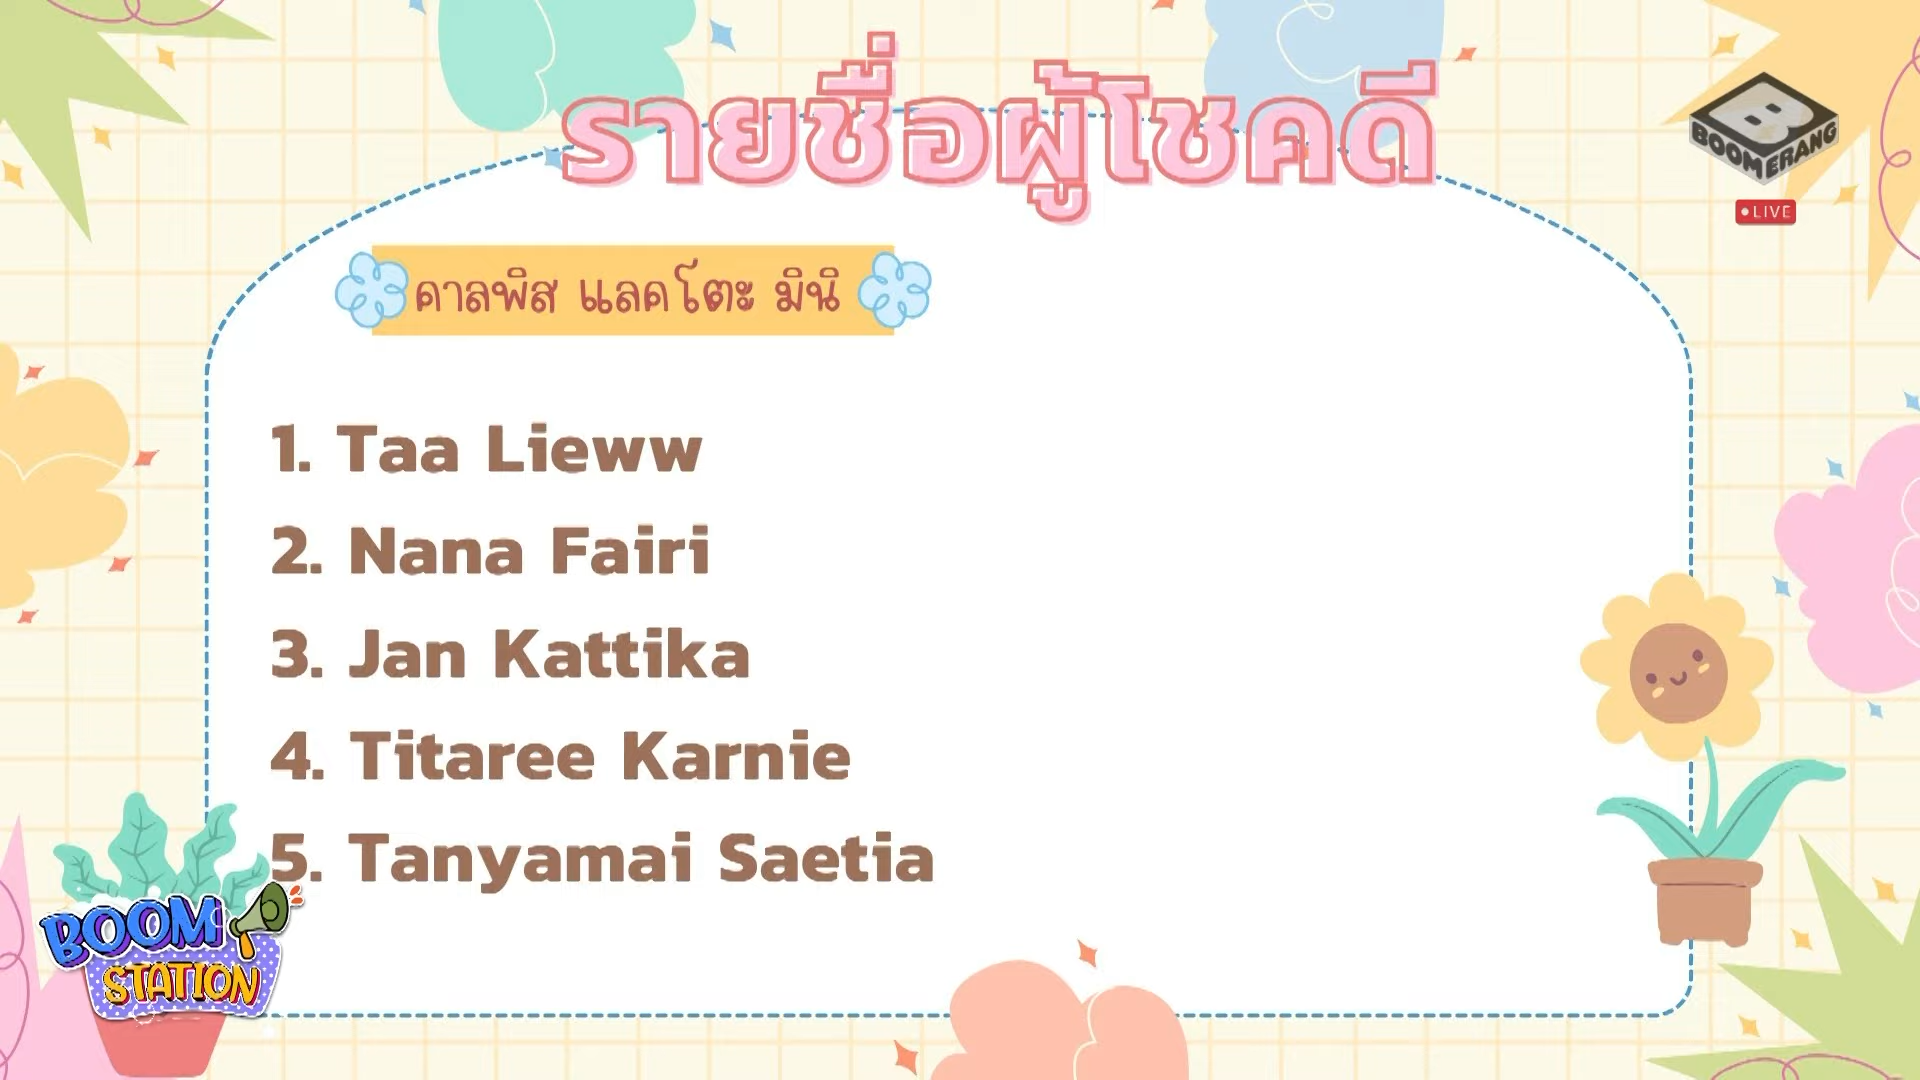 รายชื่อผู้โชคดี
BOOMERANG
LIVE
คาลพิส แลคโตะ มินิ
1. Taa Lieww
2. Nana Fairi
3. Jan Kattika
4. Titaree Karnie
5. Tanyamai Saetia
BOOM
STATION